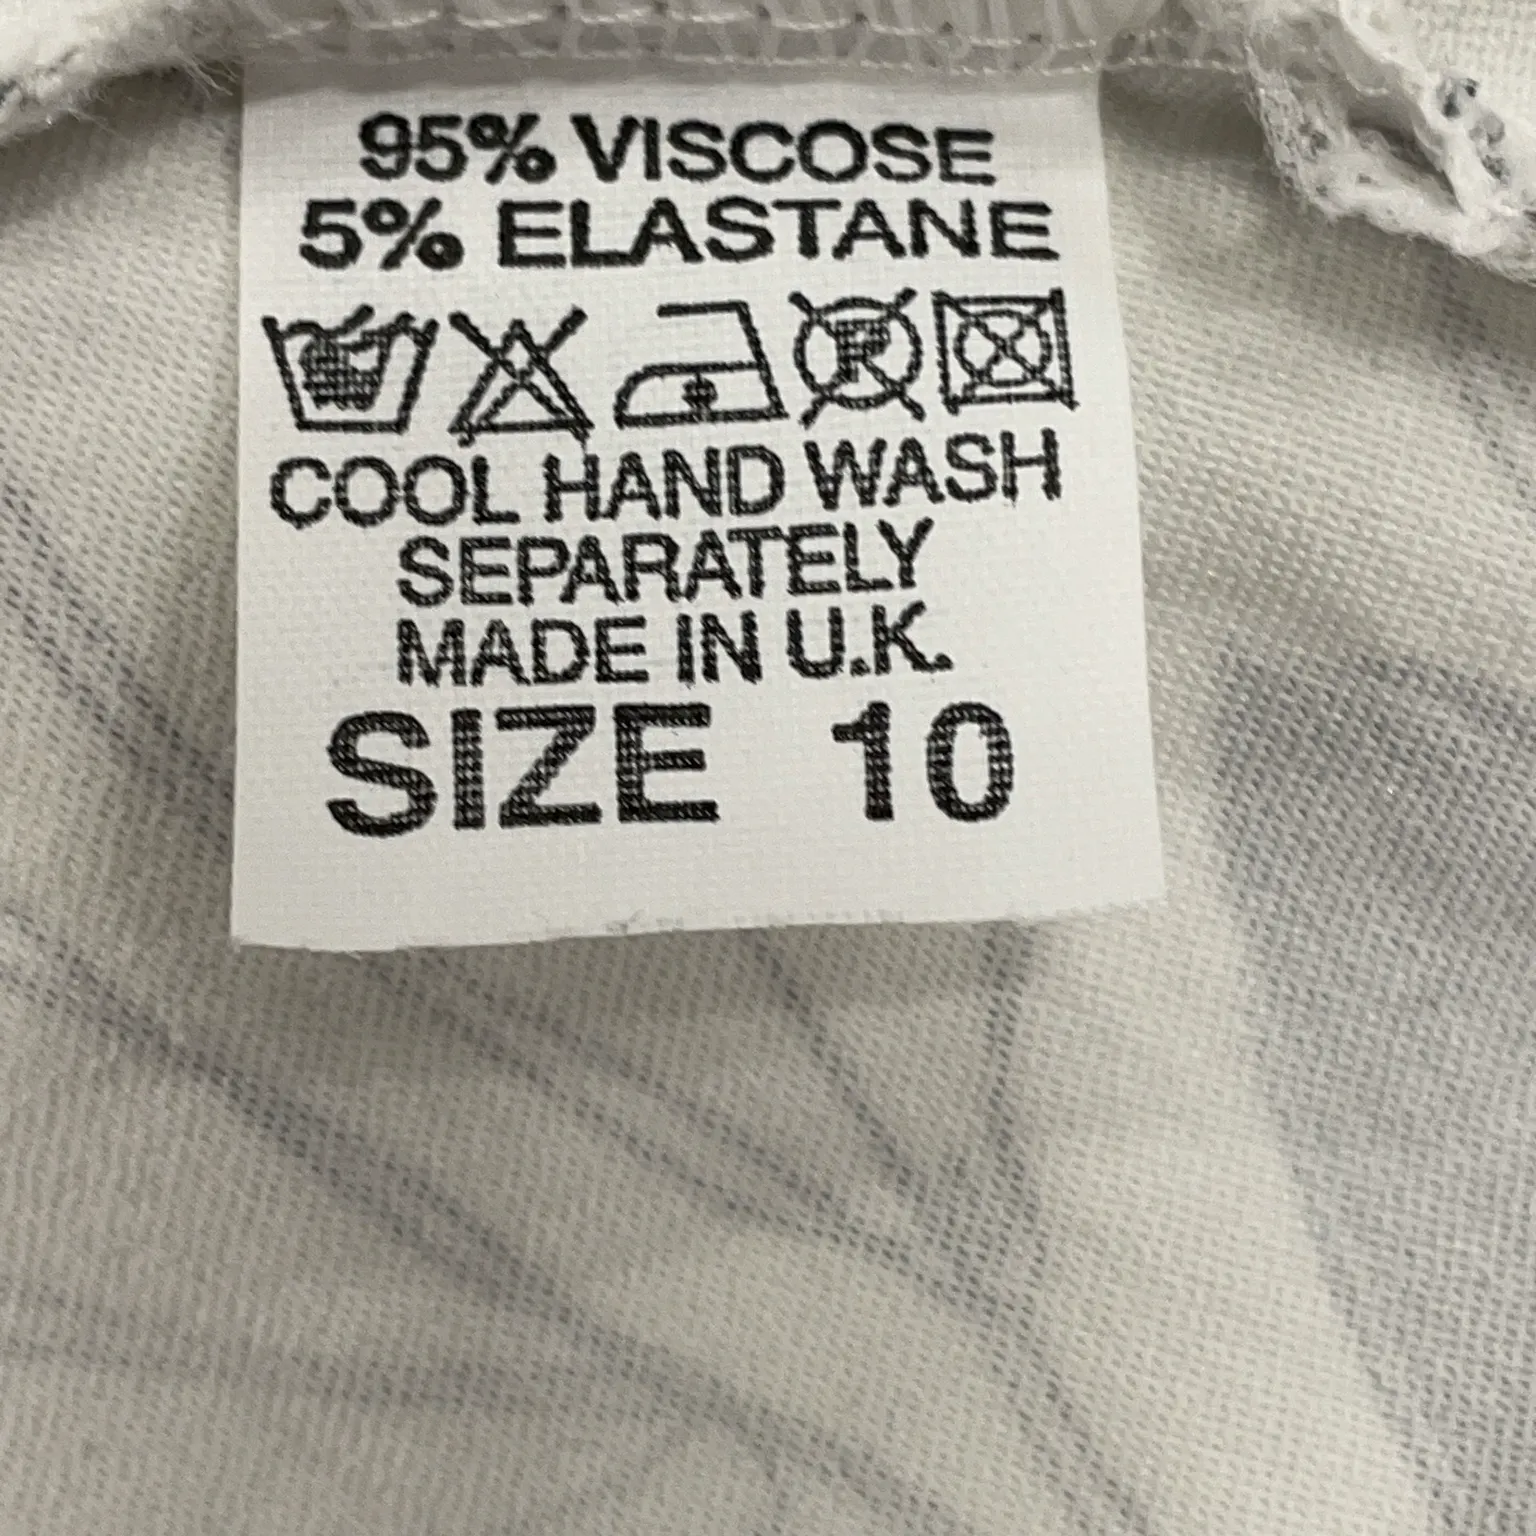 95% VISCOSE
5% ELASTANE
COOL HAND WASH
SEPARATELY
MADE IN U.K.
SIZE 10